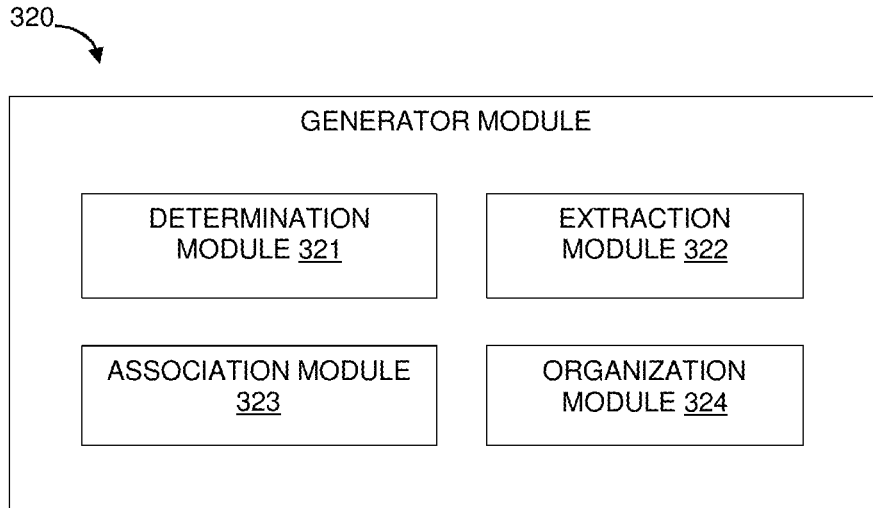 320
GENERATOR MODULE
DETERMINATION
MODULE 321
EXTRACTION
MODULE 322
ASSOCIATION MODULE
323
ORGANIZATION
MODULE 324